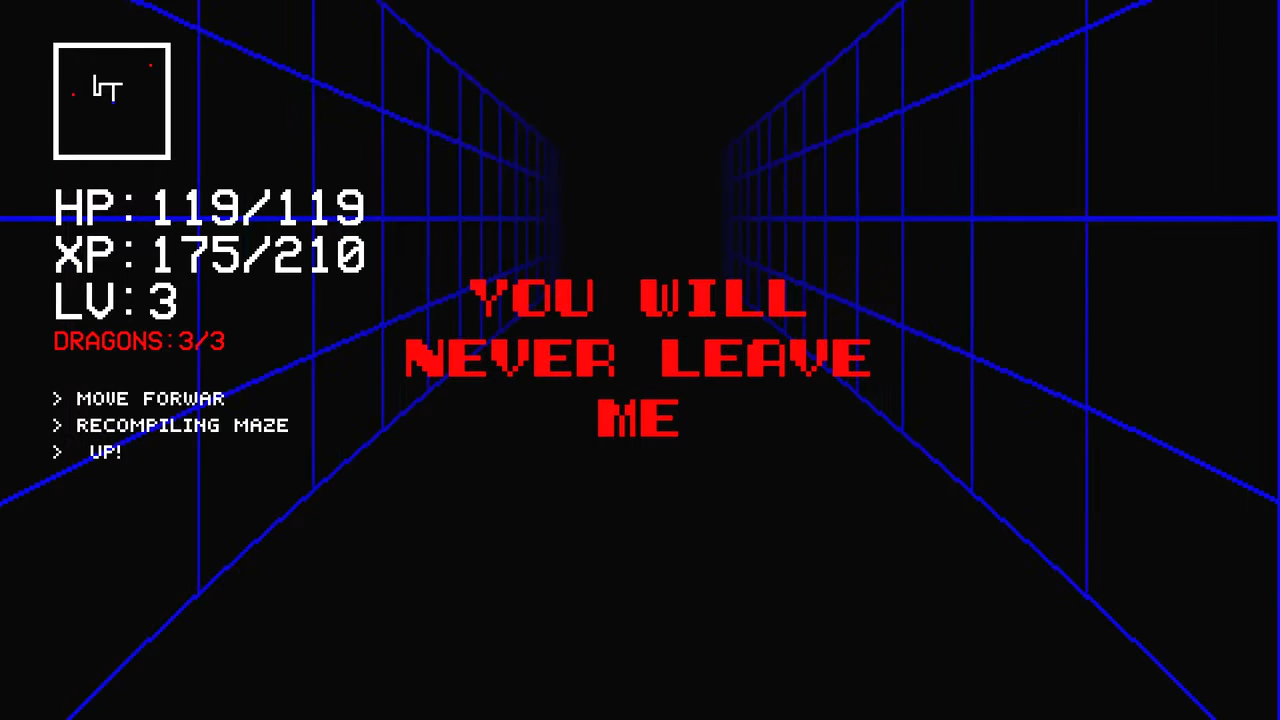 HP:119/119
XP:175/210
LV:3
DRAGONS:3/3
> MOVE FORWAR
> RECOMPILING MAZE
> UP!
YOU WILL
NEVER LEAVE
ME